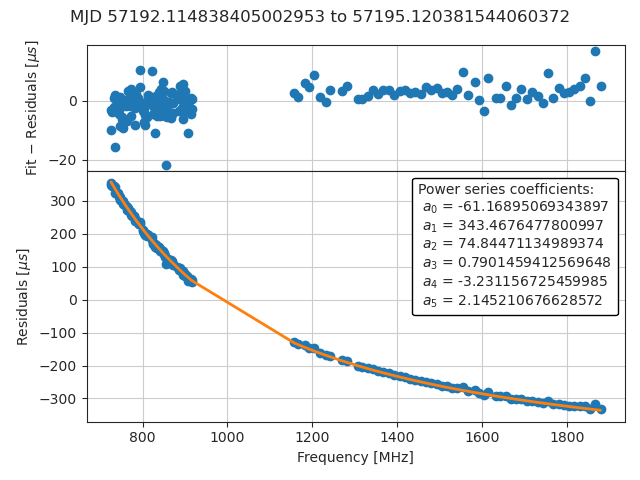 MJD 57192.114838405002953 to 57195.120381544060372
Fit − Residuals [μs]
0
−20
Residuals [μs]
300
200
100
0
−100
−200
−300
Power series coefficients:
a0 = -61.16895069343897
a1 = 343.4676477800997
a2 = 74.84471134989374
a3 = 0.7901459412569648
a4 = -3.231156725459985
a5 = 2.145210676628572
800 1000 1200 1400 1600 1800
Frequency [MHz]